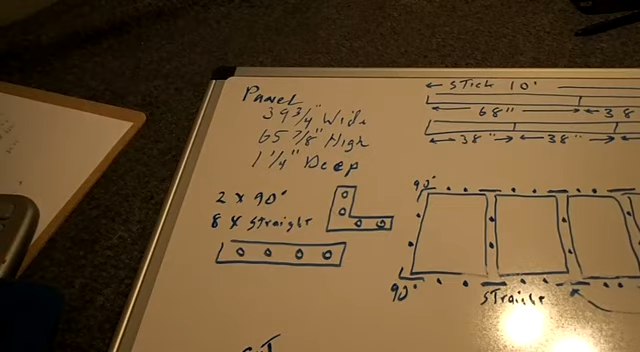 Panel
39 3/4" Wide
65 7/8" High
1 1/4" Deep
2 x 90°
8 x Straight
Stick 10'
68"
38
38"
38"
90°
90°
Straight
CUT